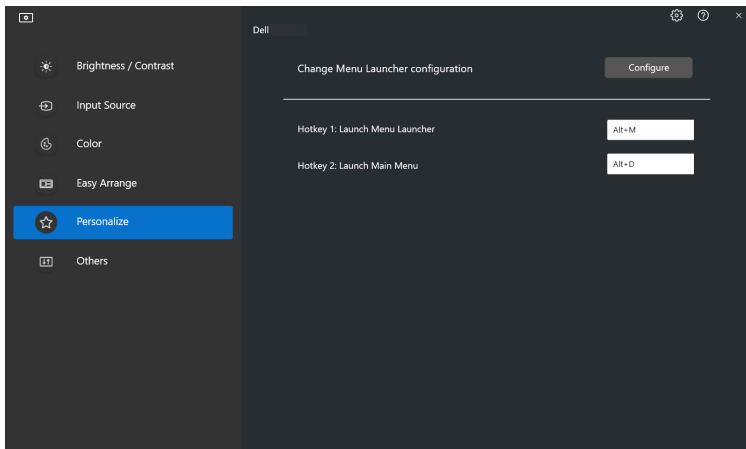 Dell
Brightness / Contrast
Input Source
Color
Easy Arrange
Personalize
Others
Change Menu Launcher configuration
Configure
Hotkey 1: Launch Menu Launcher
Alt+M
Hotkey 2: Launch Main Menu
Alt+D